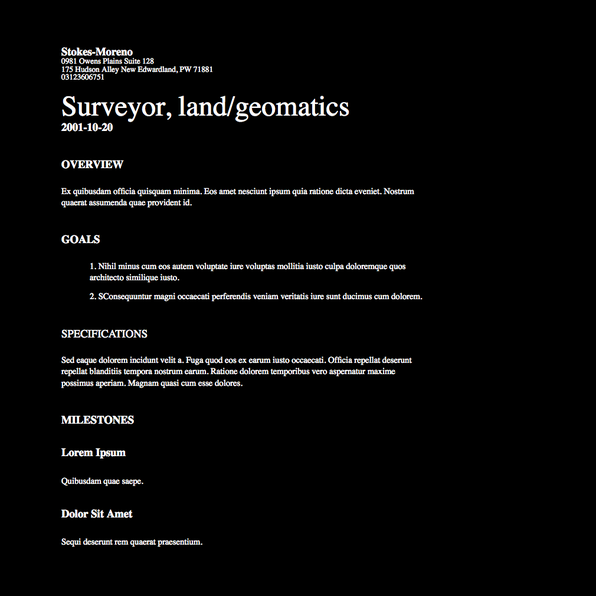 Stokes-Moreno
0981 Owens Plains Suite 128
175 Hudson Alley New Edwardland, PW 71881
03123606751
Surveyor, land/geomatics
2001-10-20
OVERVIEW
Ex quibusdam officia quisquam minima. Eos amet nesciunt ipsum quia ratione dicta eveniet. Nostrum
quaerat assumenda quae provident id.
GOALS
1. Nihil minus cum eos autem voluptate iure voluptas mollitia iusto culpa doloremque quos
architecto similique iusto.
2. SConsequuntur magni occaecati perferendis veniam veritatis iure sunt ducimus cum dolorem.
SPECIFICATIONS
Sed eaque dolorem incidunt velit a. Fuga quod eos ex earum iusto occaecati. Officia repellat deserunt
repellat blanditiis tempora nostrum earum. Ratione dolorem temporibus vero aspernatur maxime
possimus aperiam. Magnam quasi cum esse dolores.
MILESTONES
Lorem Ipsum
Quibusdam quae saepe.
Dolor Sit Amet
Sequi deserunt rem quaerat praesentium.